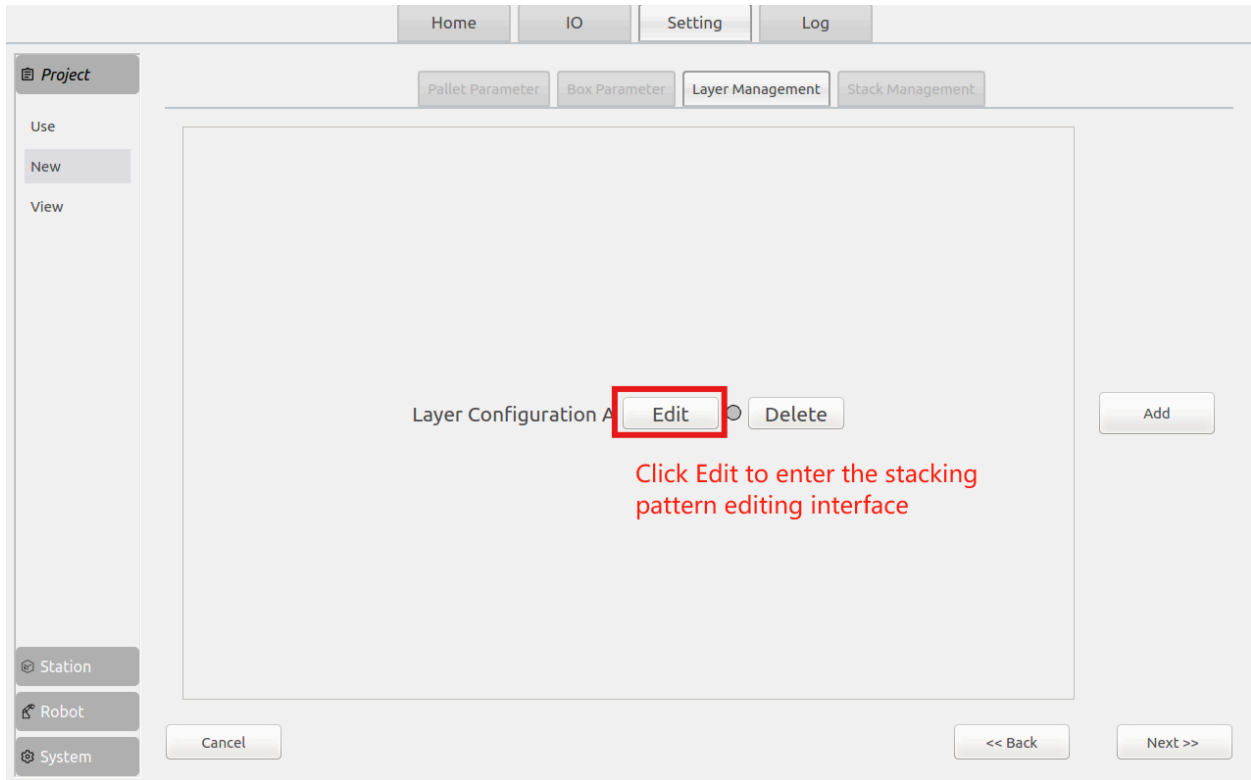 Home IO Setting Log
Project
Pallet Parameter Box Parameter Layer Management Stack Management
Use
New
View
Layer Configuration A Edit Delete
Add
Click Edit to enter the stacking
pattern editing interface
Station
Robot
System
Cancel << Back Next >>